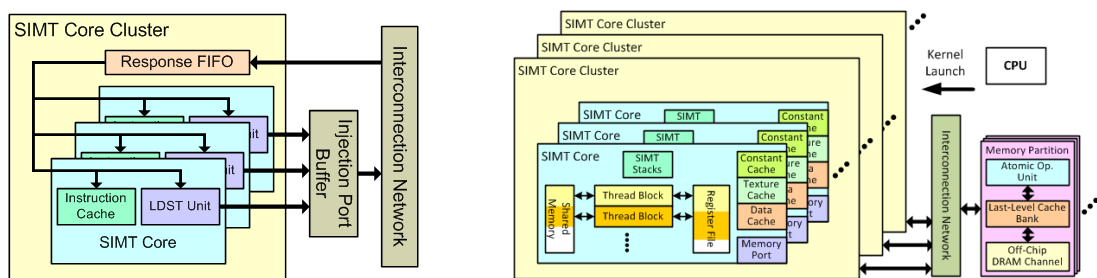 SIMT Core Cluster
Response FIFO
Unit
Unit
Instruction
Cache
LDST Unit
SIMT Core
Injection Port
Buffer
Interconnection Network
SIMT Core Cluster
SIMT Core Cluster
SIMT Core Cluster
SIMT Core
SIMT
Constant
SIMT Core
SIMT
Constant
SIMT Core
SIMT
Stacks
Constant
Cache
Texture
Cache
Data
Cache
Memory
Port
Shared
Memory
Thread Block
Thread Block
Register File
Kernel
Launch
CPU
Interconnection Network
Memory Partition
Atomic Op.
Unit
Last-Level Cache
Bank
Off-Chip
DRAM Channel